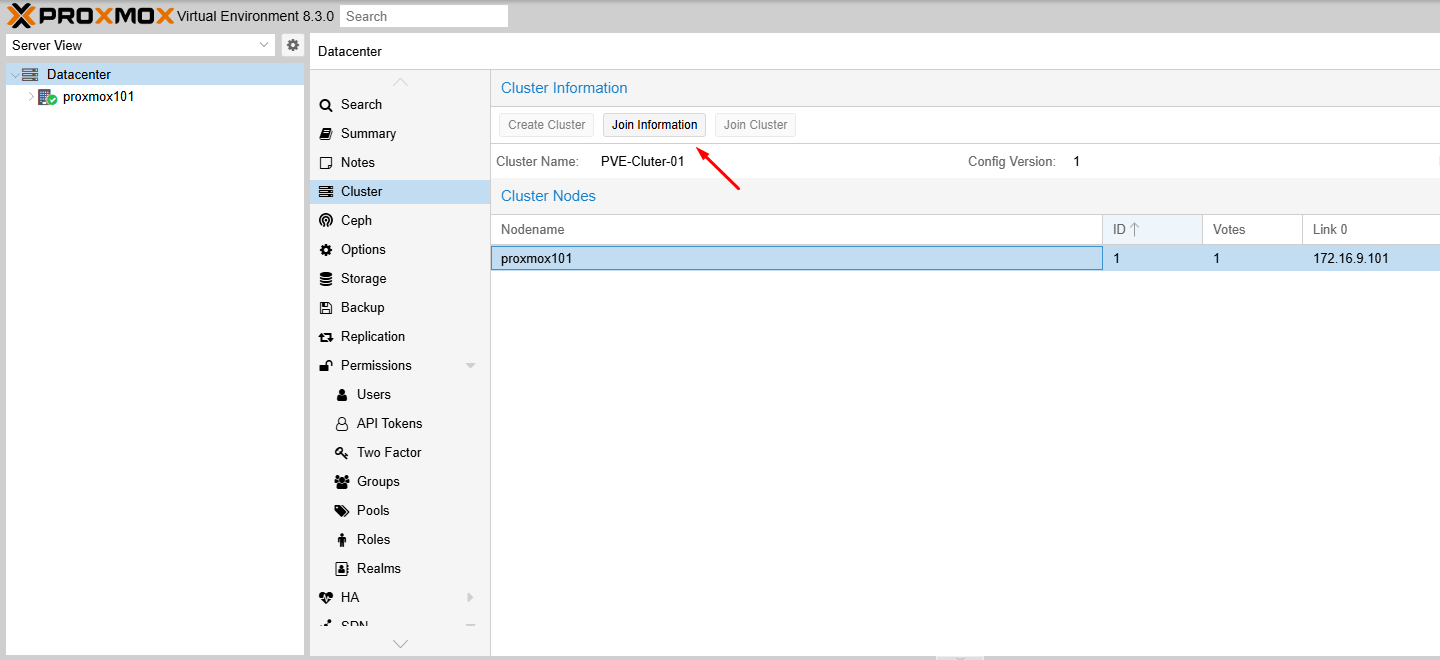 PROXMOX Virtual Environment 8.3.0 Search
Server View
Datacenter
proxmox101
Datacenter
Search
Summary
Notes
Cluster
Ceph
Options
Storage
Backup
Replication
Permissions
Users
API Tokens
Two Factor
Groups
Pools
Roles
Realms
HA
SDN
Cluster Information
Create Cluster Join Information Join Cluster
Cluster Name: PVE-Cluter-01 Config Version: 1
Cluster Nodes
Nodename ID Votes Link 0
proxmox101 1 1 172.16.9.101